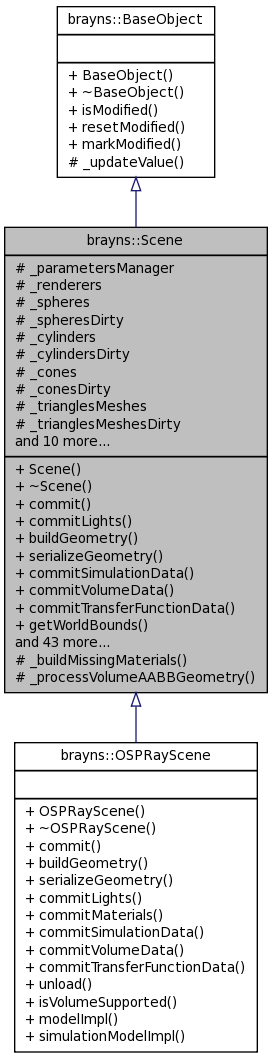 brayns::BaseObject
+ BaseObject()
+ ~BaseObject()
+ isModified()
+ resetModified()
+ markModified()
# _updateValue()
brayns::Scene
# _parametersManager
# _renderers
# _spheres
# _spheresDirty
# _cylinders
# _cylindersDirty
# _cones
# _conesDirty
# _trianglesMeshes
# _trianglesMeshesDirty
and 10 more...
+ Scene()
+ ~Scene()
+ commit()
+ commitLights()
+ buildGeometry()
+ serializeGeometry()
+ commitSimulationData()
+ commitVolumeData()
+ commitTransferFunctionData()
+ getWorldBounds()
and 43 more...
# _buildMissingMaterials()
# _processVolumeAABBGeometry()
brayns::OSPRayScene
+ OSPRayScene()
+ ~OSPRayScene()
+ commit()
+ buildGeometry()
+ serializeGeometry()
+ commitLights()
+ commitMaterials()
+ commitSimulationData()
+ commitVolumeData()
+ commitTransferFunctionData()
+ unload()
+ isVolumeSupported()
+ modelImpl()
+ simulationModelImpl()